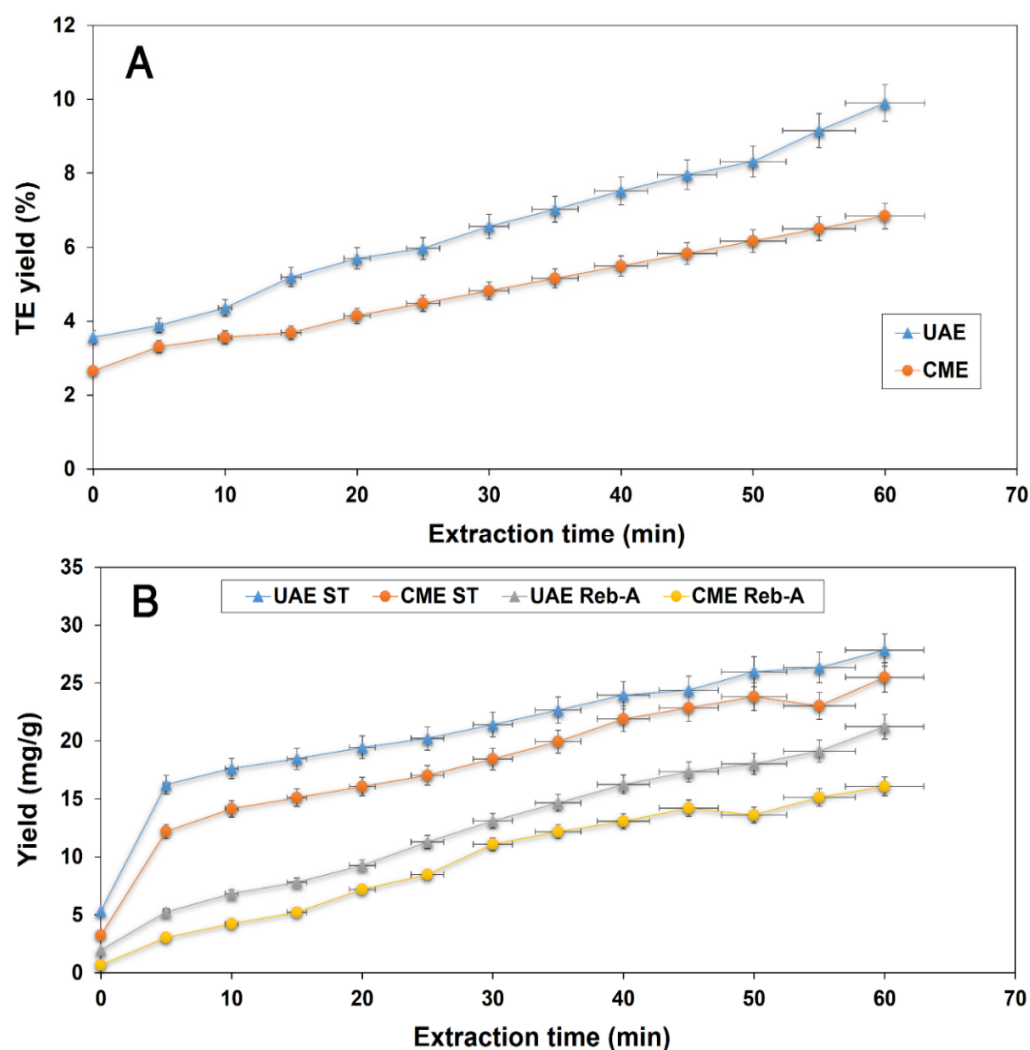 A
12
10
8
6
4
2
0
TE yield (%)
UAE
CME
0 10 20 30 40 50 60 70
Extraction time (min)
B
UAE ST CME ST UAE Reb-A CME Reb-A
35
30
25
20
15
10
5
0
Yield (mg/g)
0 10 20 30 40 50 60 70
Extraction time (min)